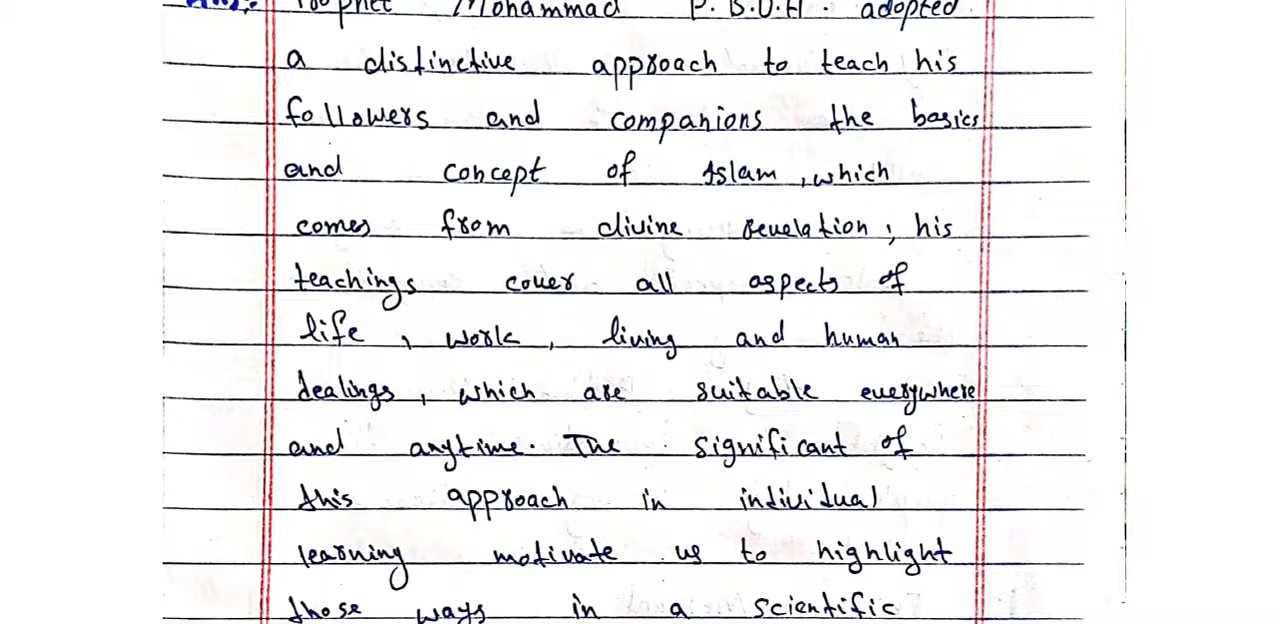 Prophet Mohammad P.B.U.H. adopted
a distinctive approach to teach his
followers and companions the basics
and concept of Islam, which
comes from divine revelation, his
teachings cover all aspects of
life, work, living and human
dealings, which are suitable everywhere
and anytime. The significant of
this approach in individual
learning motivate us to highlight
those ways in a scientific